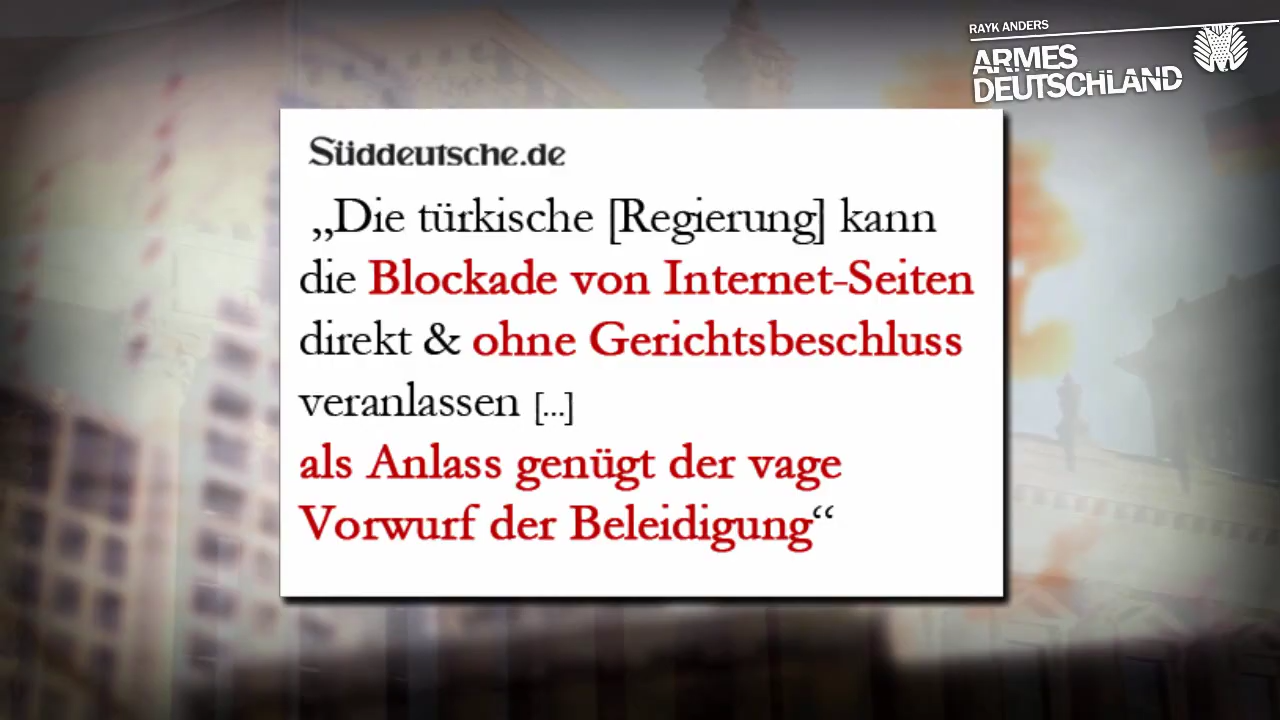 RAYK ANDERS
ARMES
DEUTSCHLAND
Süddeutsche.de
„Die türkische [Regierung] kann
die Blockade von Internet-Seiten
direkt & ohne Gerichtsbeschluss
veranlassen [...]
als Anlass genügt der vage
Vorwurf der Beleidigung“